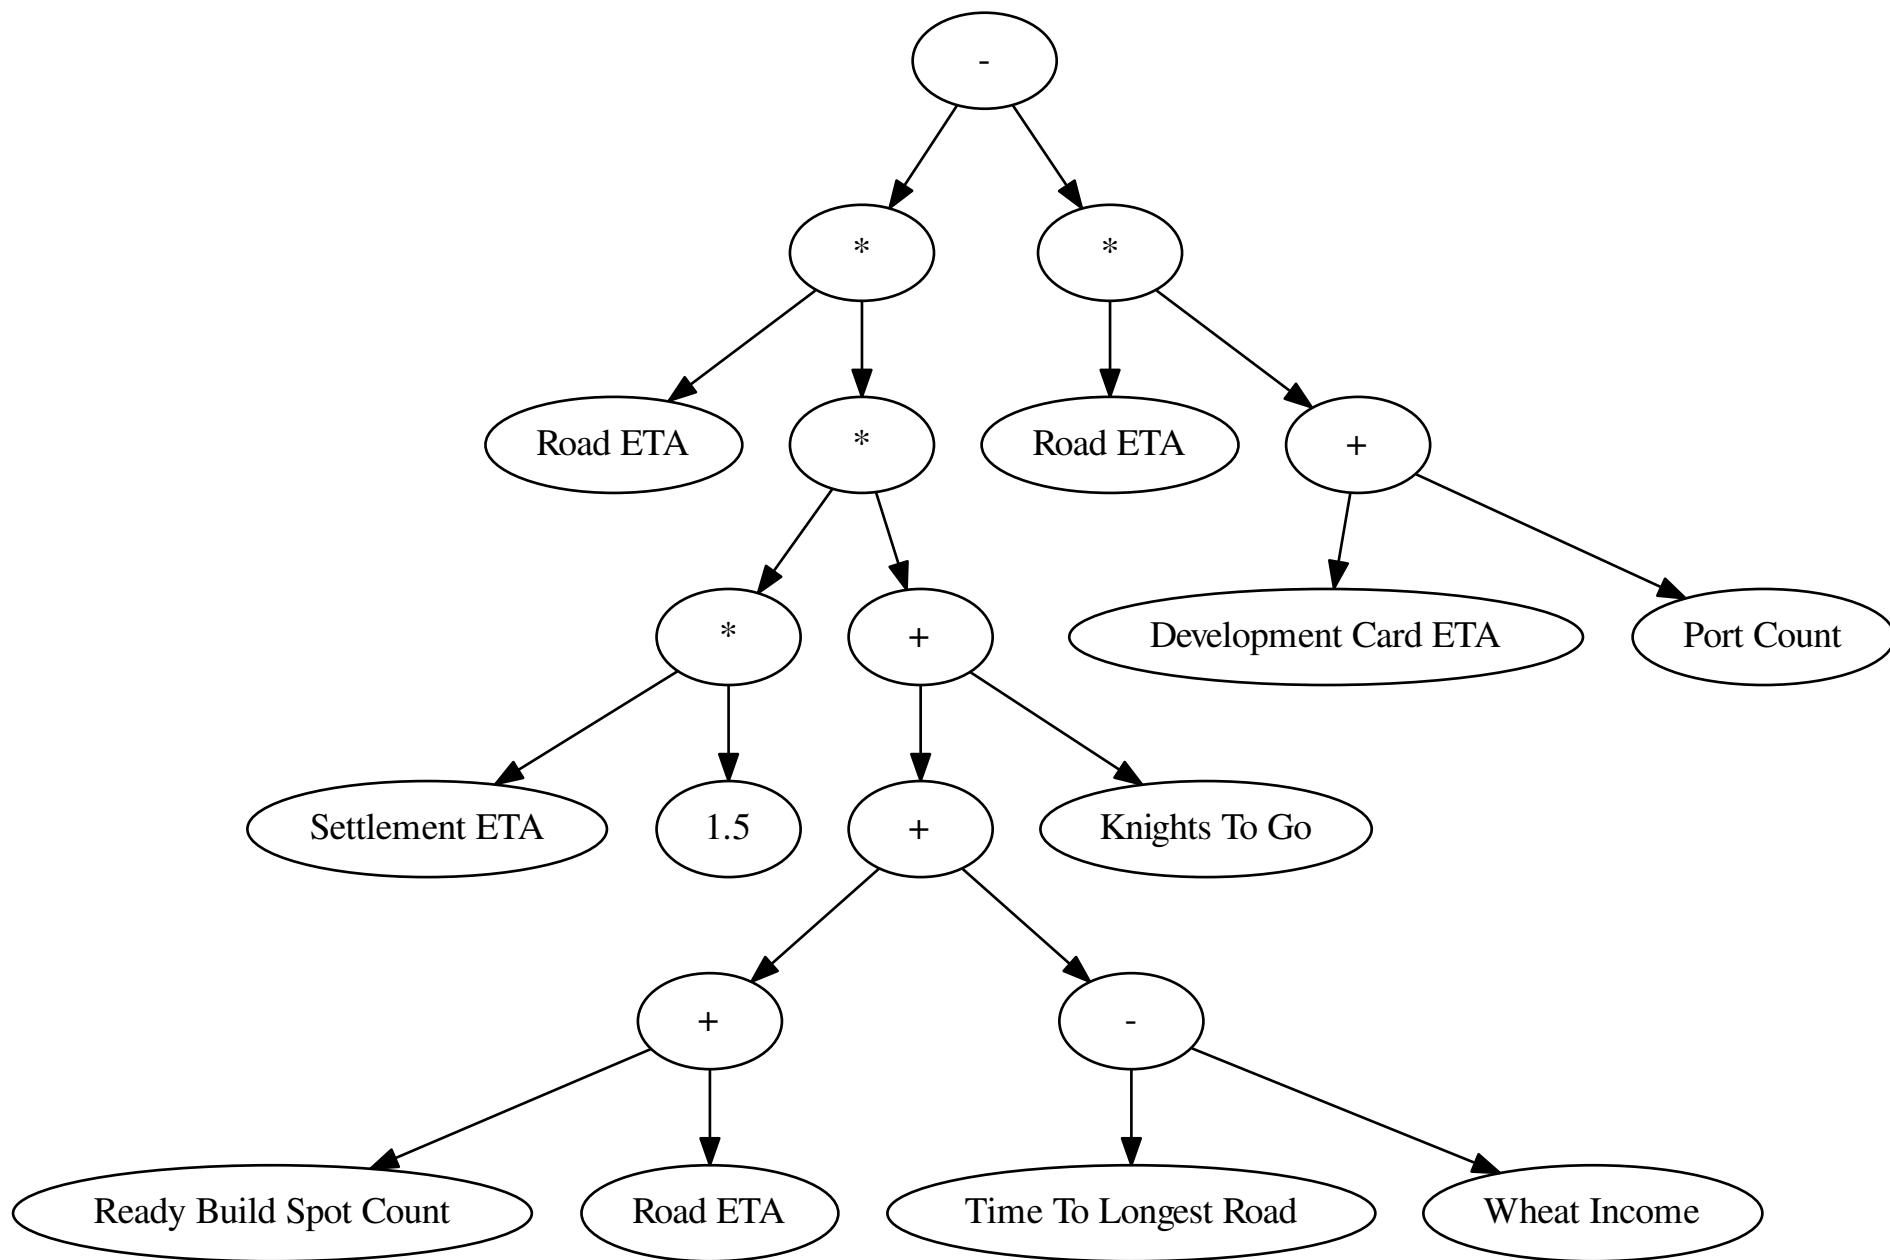 -
* *
Road ETA * Road ETA +
* + Development Card ETA Port Count
Settlement ETA 1.5 + Knights To Go
+ -
Ready Build Spot Count Road ETA Time To Longest Road Wheat Income